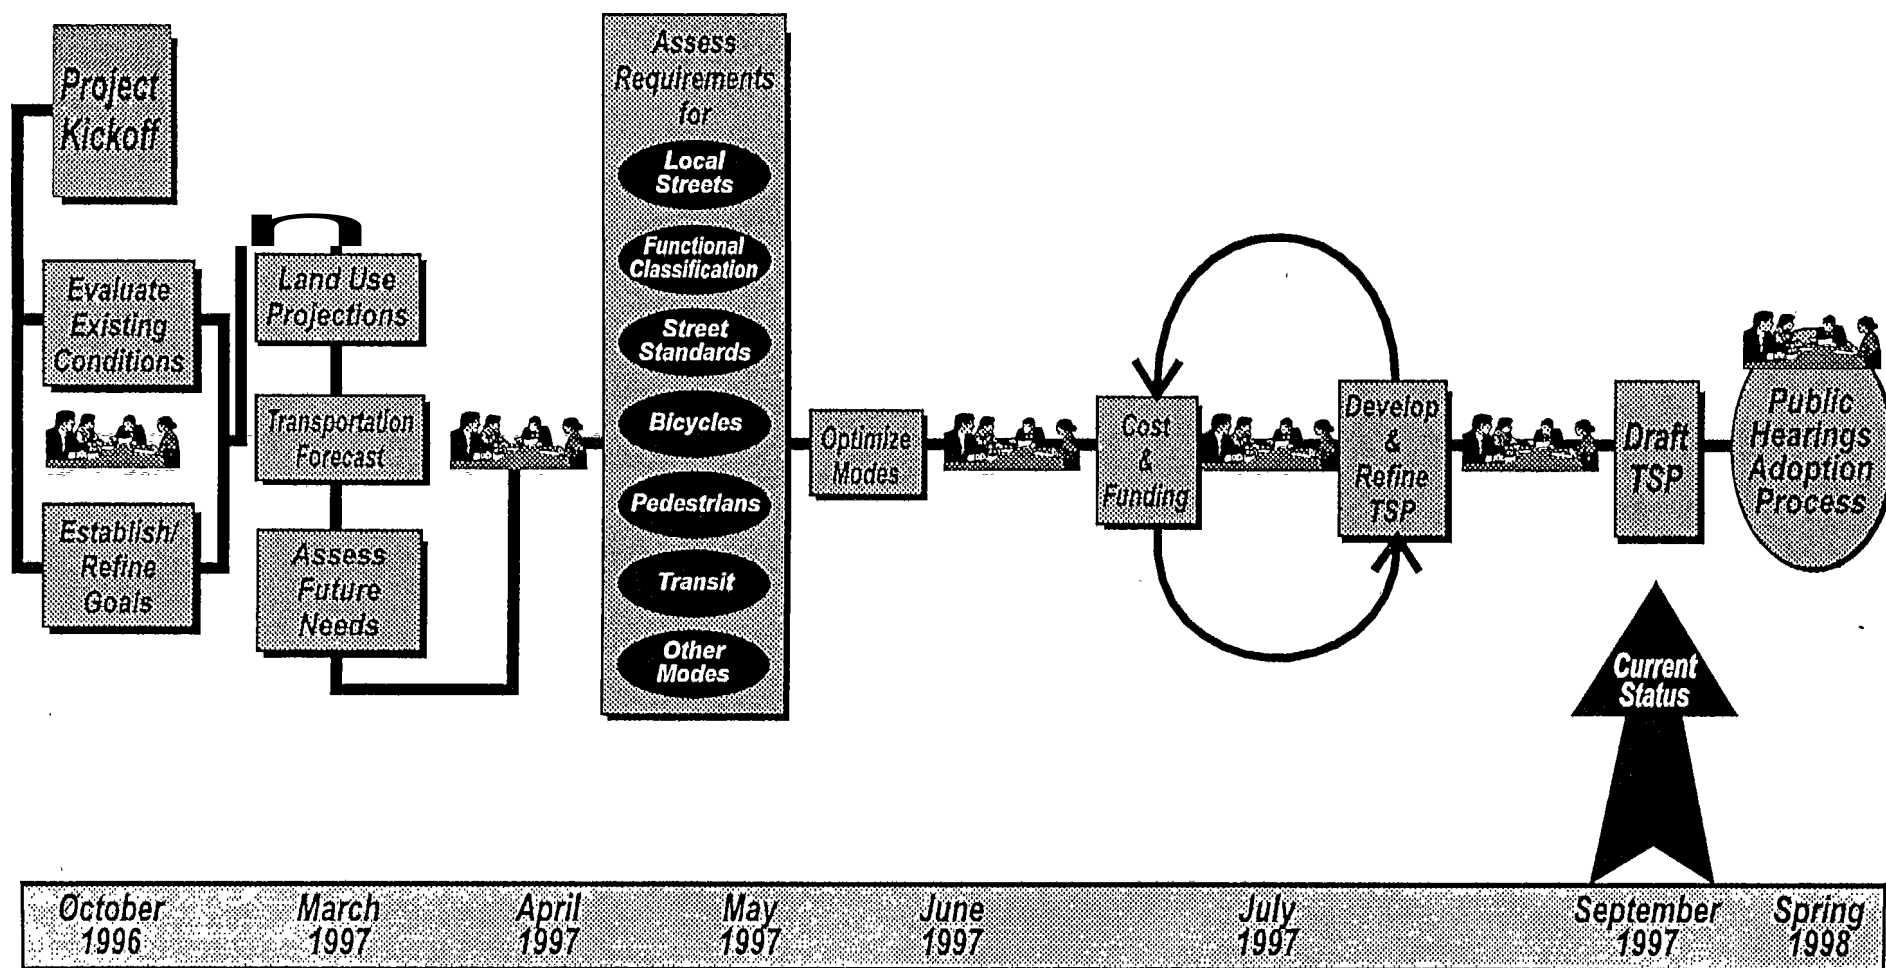 Project
Kickoff
Evaluate
Existing
Conditions
Establish/
Refine
Goals
Land Use
Projections
Transportation
Forecast
Assess
Future
Needs
Assess
Requirements
for
Local
Streets
Functional
Classification
Street
Standards
Bicycles
Pedestrians
Transit
Other
Modes
Optimize
Modes
Cost
&
Funding
Develop
&
Refine
TSP
Draft
TSP
Public
Hearings
Adoption
Process
Current
Status
October
1996
March
1997
April
1997
May
1997
June
1997
July
1997
September
1997
Spring
1998